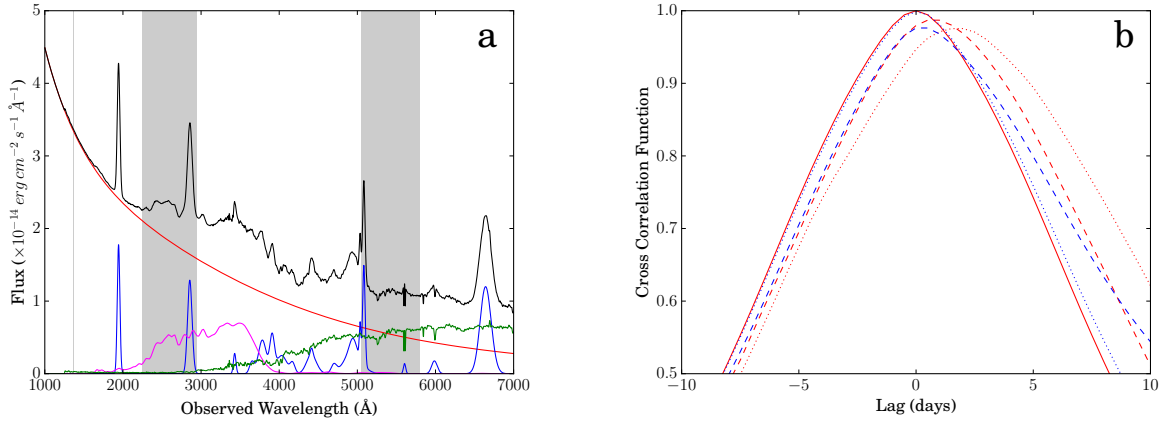 a
5
4
3
2
1
0
Flux (×10⁻¹⁴ erg cm⁻² s⁻¹ Å⁻¹)
1000 2000 3000 4000 5000 6000 7000
Observed Wavelength (Å)
b
1.0
0.9
0.8
0.7
0.6
0.5
Cross Correlation Function
−10 −5 0 5 10
Lag (days)